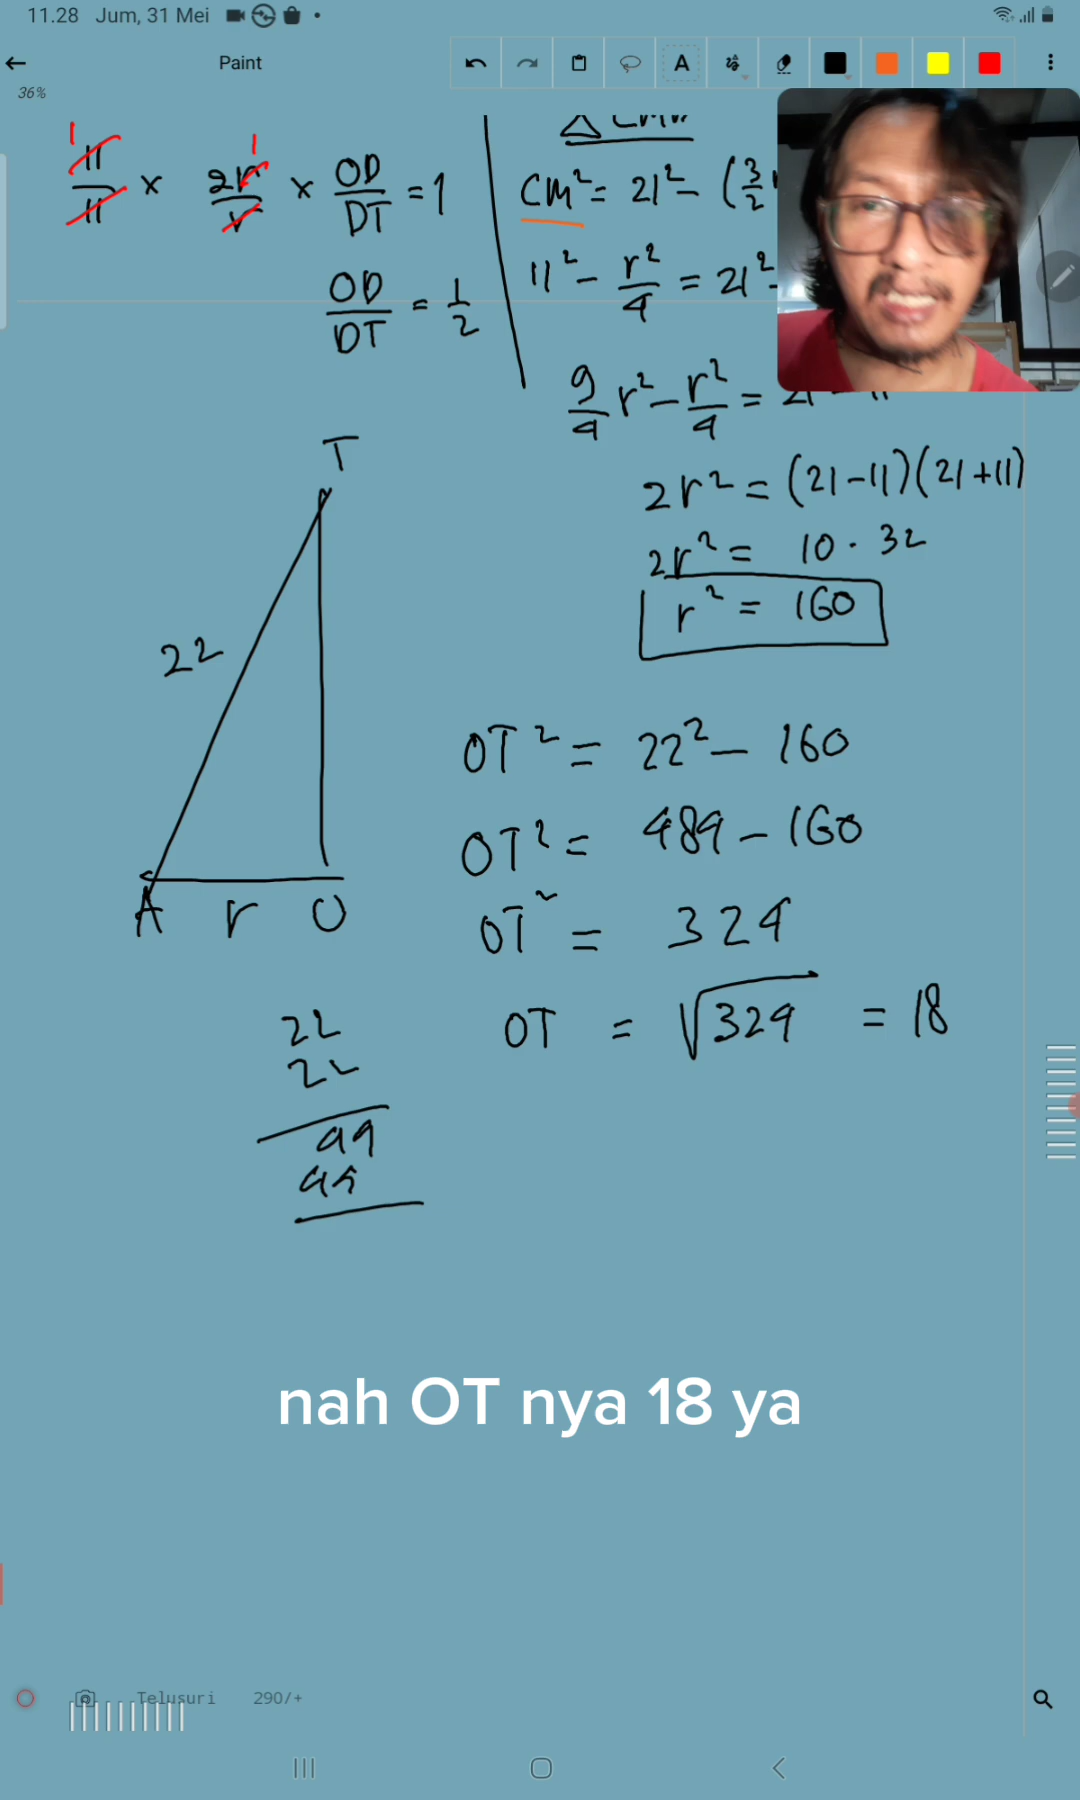 11.28 Jum, 31 Mei
Paint
A
36%
11/11 × 2r/r × OD/DT = 1
1 1
OD/DT = 1/2
CM² = 21² - (3/2
11² - r²/4 = 21² -
9/4 r² - r²/4 =
2r² = (21-11)(21+11)
2r² = 10 . 32
r² = 160
T
22
A r O
OT² = 22² - 160
OT² = 484 - 160
OT² = 324
OT = √324 = 18
22
22
44
44
nah OT nya 18 ya
Telusuri 290/+